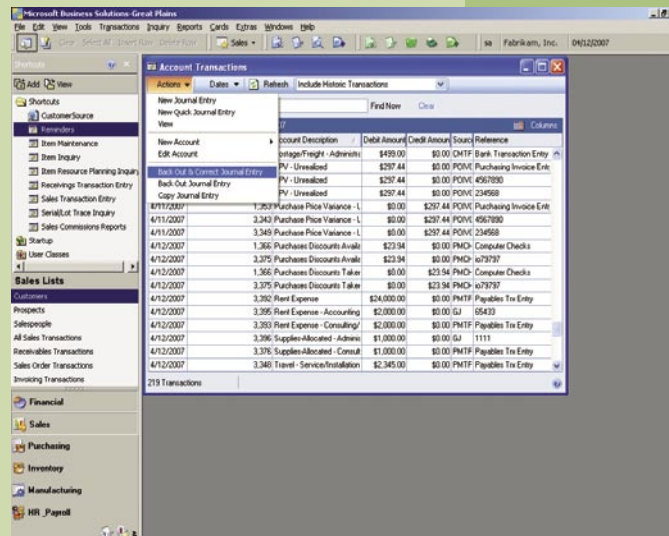 Microsoft Business Solutions-Great Plains
File Edit View Tools Transactions Inquiry Reports Cards Extras Windows Help
Sales sa Fabrikam, Inc. 04/12/2007
Shortcuts
Add View
Shortcuts
CustomerSource
Reminders
Item Maintenance
Item Inquiry
Item Resource Planning Inquiry
Receivings Transaction Entry
Sales Transaction Entry
Serial/Lot Trace Inquiry
Sales Commissions Reports
Startup
User Classes
Sales Lists
Customers
Prospects
Salespeople
All Sales Transactions
Receivables Transactions
Sales Order Transactions
Invoicing Transactions
Financial
Sales
Purchasing
Inventory
Manufacturing
HR_Payroll
Account Transactions
Actions Dates Refresh Include Historic Transactions
Find Now Clear
Columns
New Journal Entry
New Quick Journal Entry
View
New Account
Edit Account
Back Out & Correct Journal Entry
Back Out Journal Entry
Copy Journal Entry
ccount Description / Debit Amount Credit Amoun Sourc Reference
ostage/Freight - Administra $499.00 $0.00 CMTF Bank Transaction Entry
PV - Unrealized $297.44 $0.00 POIVC Purchasing Invoice Entr
PV - Unrealized $297.44 $0.00 POIVC 4567890
PV - Unrealized $297.44 $0.00 POIVC 234568
4/11/2007 1,353 Purchase Price Variance - L $0.00 $297.44 POIVC Purchasing Invoice Entr
4/11/2007 3,343 Purchase Price Variance - L $0.00 $297.44 POIVC 4567890
4/11/2007 3,349 Purchase Price Variance - L $0.00 $297.44 POIVC 234568
4/12/2007 1,366 Purchases Discounts Availa $23.94 $0.00 PMCH Computer Checks
4/12/2007 3,375 Purchases Discounts Availa $23.94 $0.00 PMCH io79797
4/12/2007 1,366 Purchases Discounts Taken $0.00 $23.94 PMCH Computer Checks
4/12/2007 3,375 Purchases Discounts Taken $0.00 $23.94 PMCH io79797
4/12/2007 3,392 Rent Expense $24,000.00 $0.00 PMTF Payables Trx Entry
4/12/2007 3,395 Rent Expense - Accounting $2,000.00 $0.00 GJ 65433
4/12/2007 3,393 Rent Expense - Consulting/ $2,000.00 $0.00 PMTF Payables Trx Entry
4/12/2007 3,396 Supplies-Allocated - Adminis $1,000.00 $0.00 GJ 1111
4/12/2007 3,376 Supplies-Allocated - Consult $1,000.00 $0.00 PMTF Payables Trx Entry
4/12/2007 3,348 Travel - Service/Installation $2,345.00 $0.00 PMTF Payables Trx Entry
219 Transactions